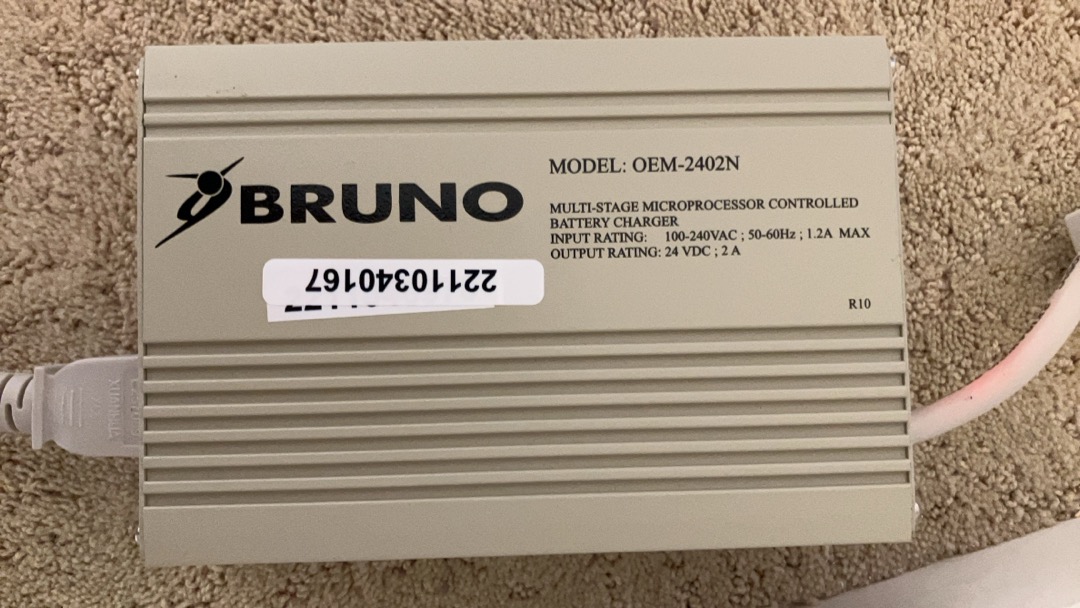 BRUNO
MODEL: OEM-2402N
MULTI-STAGE MICROPROCESSOR CONTROLLED
BATTERY CHARGER
INPUT RATING: 100-240VAC ; 50-60Hz ; 1.2A MAX
OUTPUT RATING: 24 VDC ; 2 A
22110340167
R10